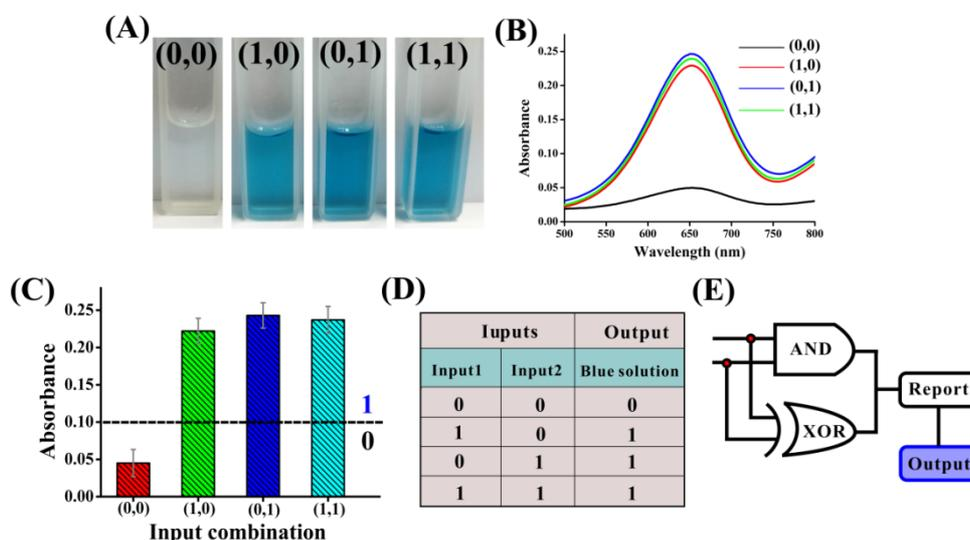 (A)
(0,0) (1,0) (0,1) (1,1)
(B)
Absorbance
0.25
0.20
0.15
0.10
0.05
0.00
500 550 600 650 700 750 800
Wavelength (nm)
(0,0)
(1,0)
(0,1)
(1,1)
(C)
Absorbance
0.25
0.20
0.15
0.10
0.05
0.00
1
0
(0,0) (1,0) (0,1) (1,1)
Input combination
(D)
Iuputs Output
Input1 Input2 Blue solution
0 0 0
1 0 1
0 1 1
1 1 1
(E)
AND
XOR
Report
Output